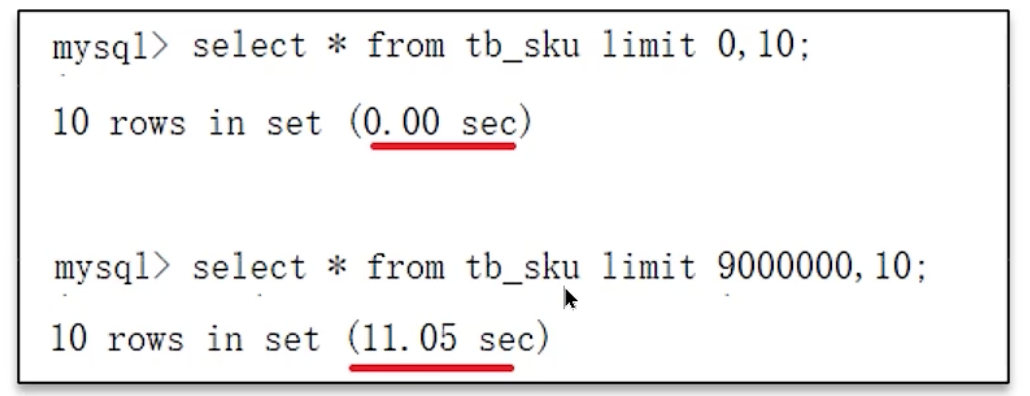 mysql> select * from tb_sku limit 0,10;
10 rows in set (0.00 sec)
mysql> select * from tb_sku limit 9000000,10;
10 rows in set (11.05 sec)